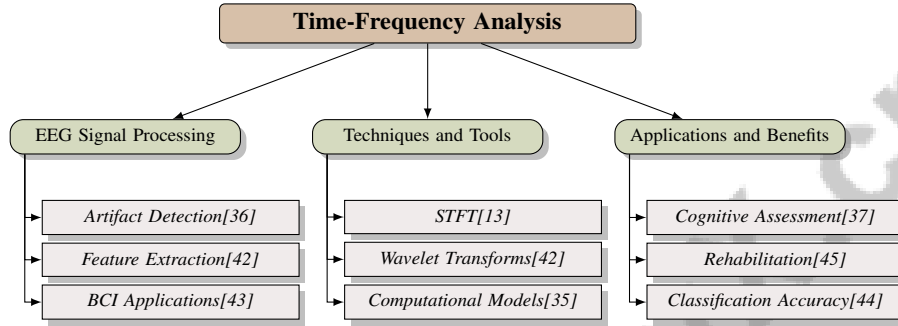 Time-Frequency Analysis
EEG Signal Processing
Techniques and Tools
Applications and Benefits
Artifact Detection[36]
STFT[13]
Cognitive Assessment[37]
Feature Extraction[42]
Wavelet Transforms[42]
Rehabilitation[45]
BCI Applications[43]
Computational Models[35]
Classification Accuracy[44]